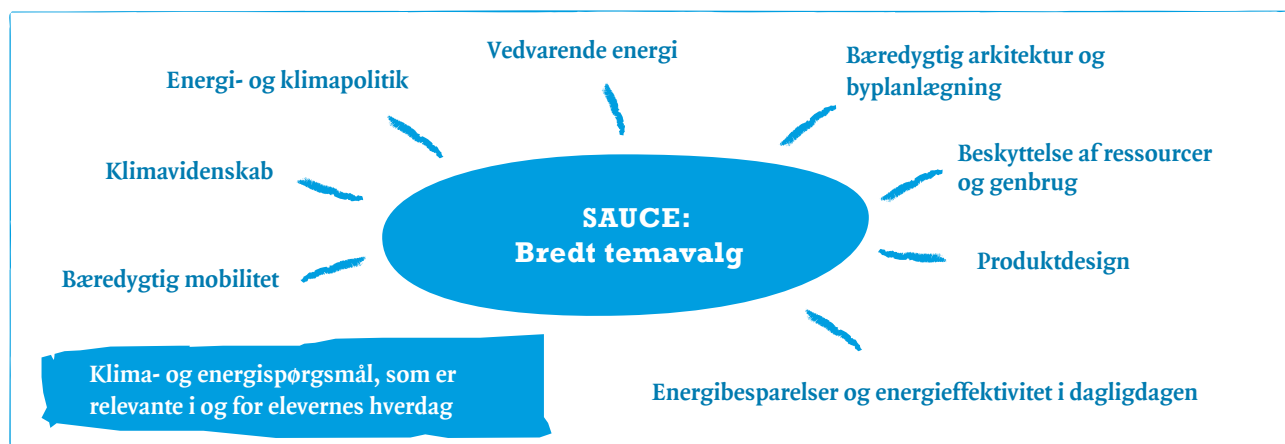 Vedvarende energi
Bæredygtig arkitektur og
byplanlægning
Energi- og klimapolitik
Klimavidenskab
Beskyttelse af ressourcer
og genbrug
SAUCE:
Bredt temavalg
Produktdesign
Bæredygtig mobilitet
Klima- og energispørgsmål, som er
relevante i og for elevernes hverdag
Energibesparelser og energieffektivitet i dagligdagen